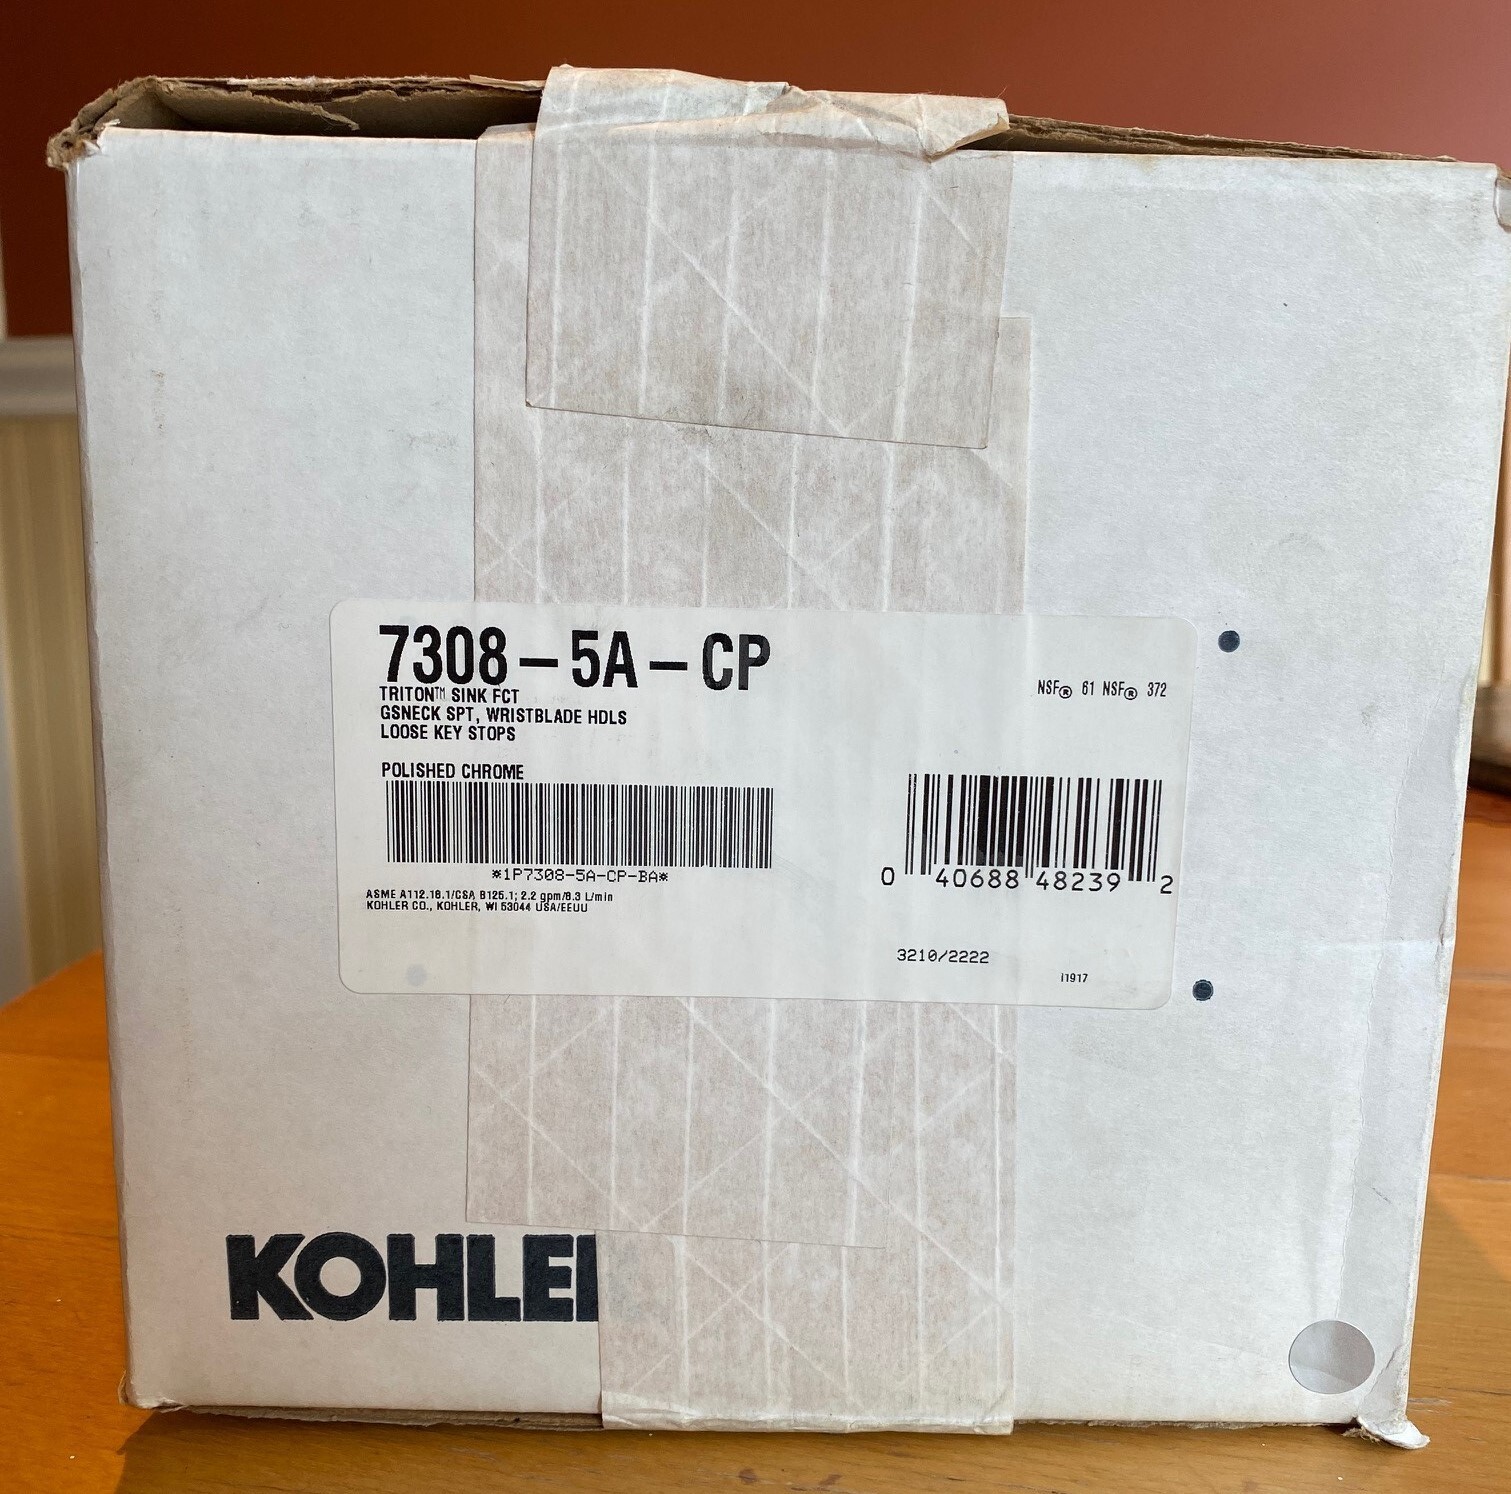 7308-5A-CP
TRITON™ SINK FCT
GSNECK SPT, WRISTBLADE HDLS
LOOSE KEY STOPS
POLISHED CHROME
NSF® 61 NSF® 372
*1P7308-5A-CP-BA*
0 40688 48239 2
ASME A112.18.1/CSA B125.1; 2.2 gpm/8.3 L/min
KOHLER CO., KOHLER, WI 53044 USA/EEUU
3210/2222
i1917
KOHLE